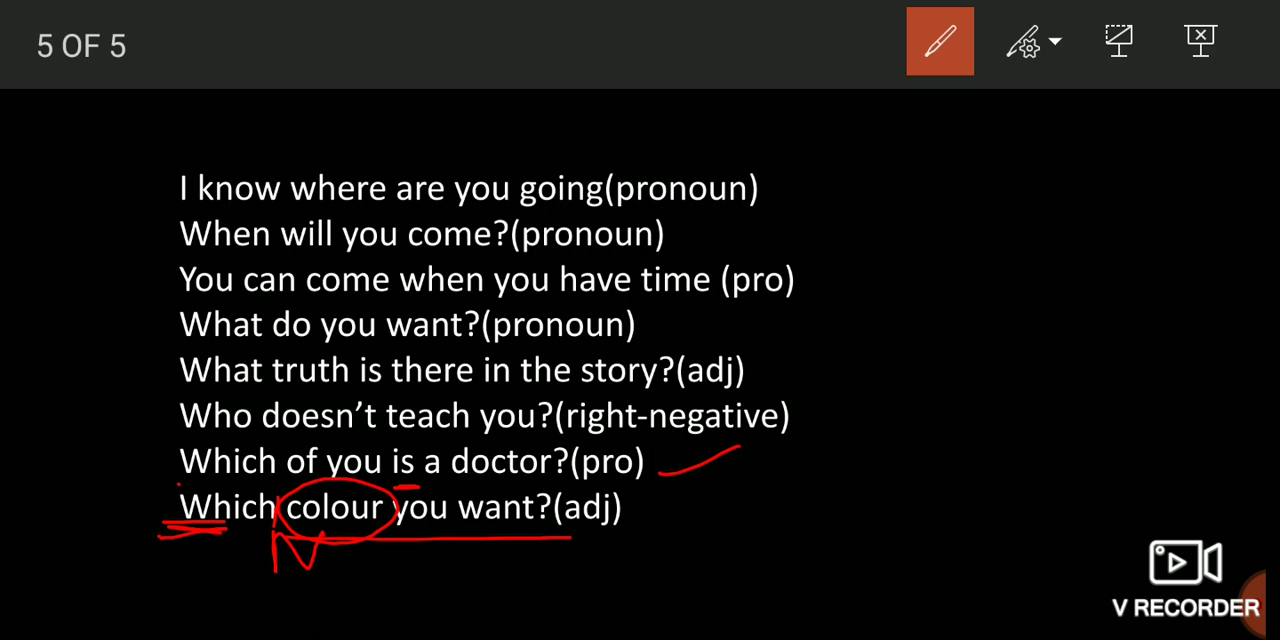 5 OF 5
I know where are you going(pronoun)
When will you come?(pronoun)
You can come when you have time (pro)
What do you want?(pronoun)
What truth is there in the story?(adj)
Who doesn’t teach you?(right-negative)
Which of you is a doctor?(pro)
Which colour you want?(adj)
N
V RECORDER